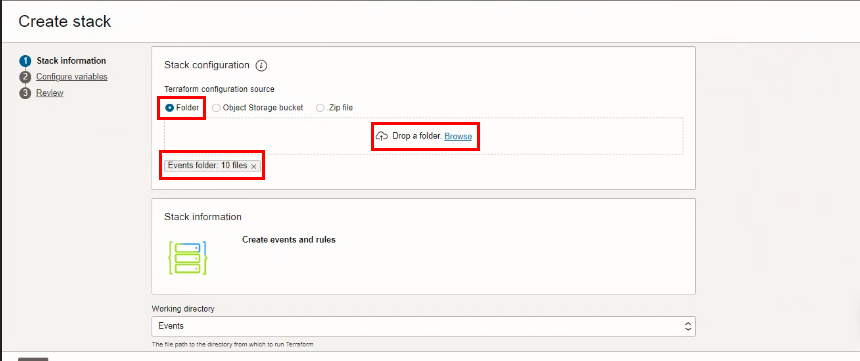 Create stack
1 Stack information
2 Configure variables
3 Review
Stack configuration i
Terraform configuration source
Folder Object Storage bucket .Zip file
Drop a folder. Browse
Events folder: 10 files ×
Stack information
Create events and rules
Working directory
Events
The file path to the directory from which to run Terraform